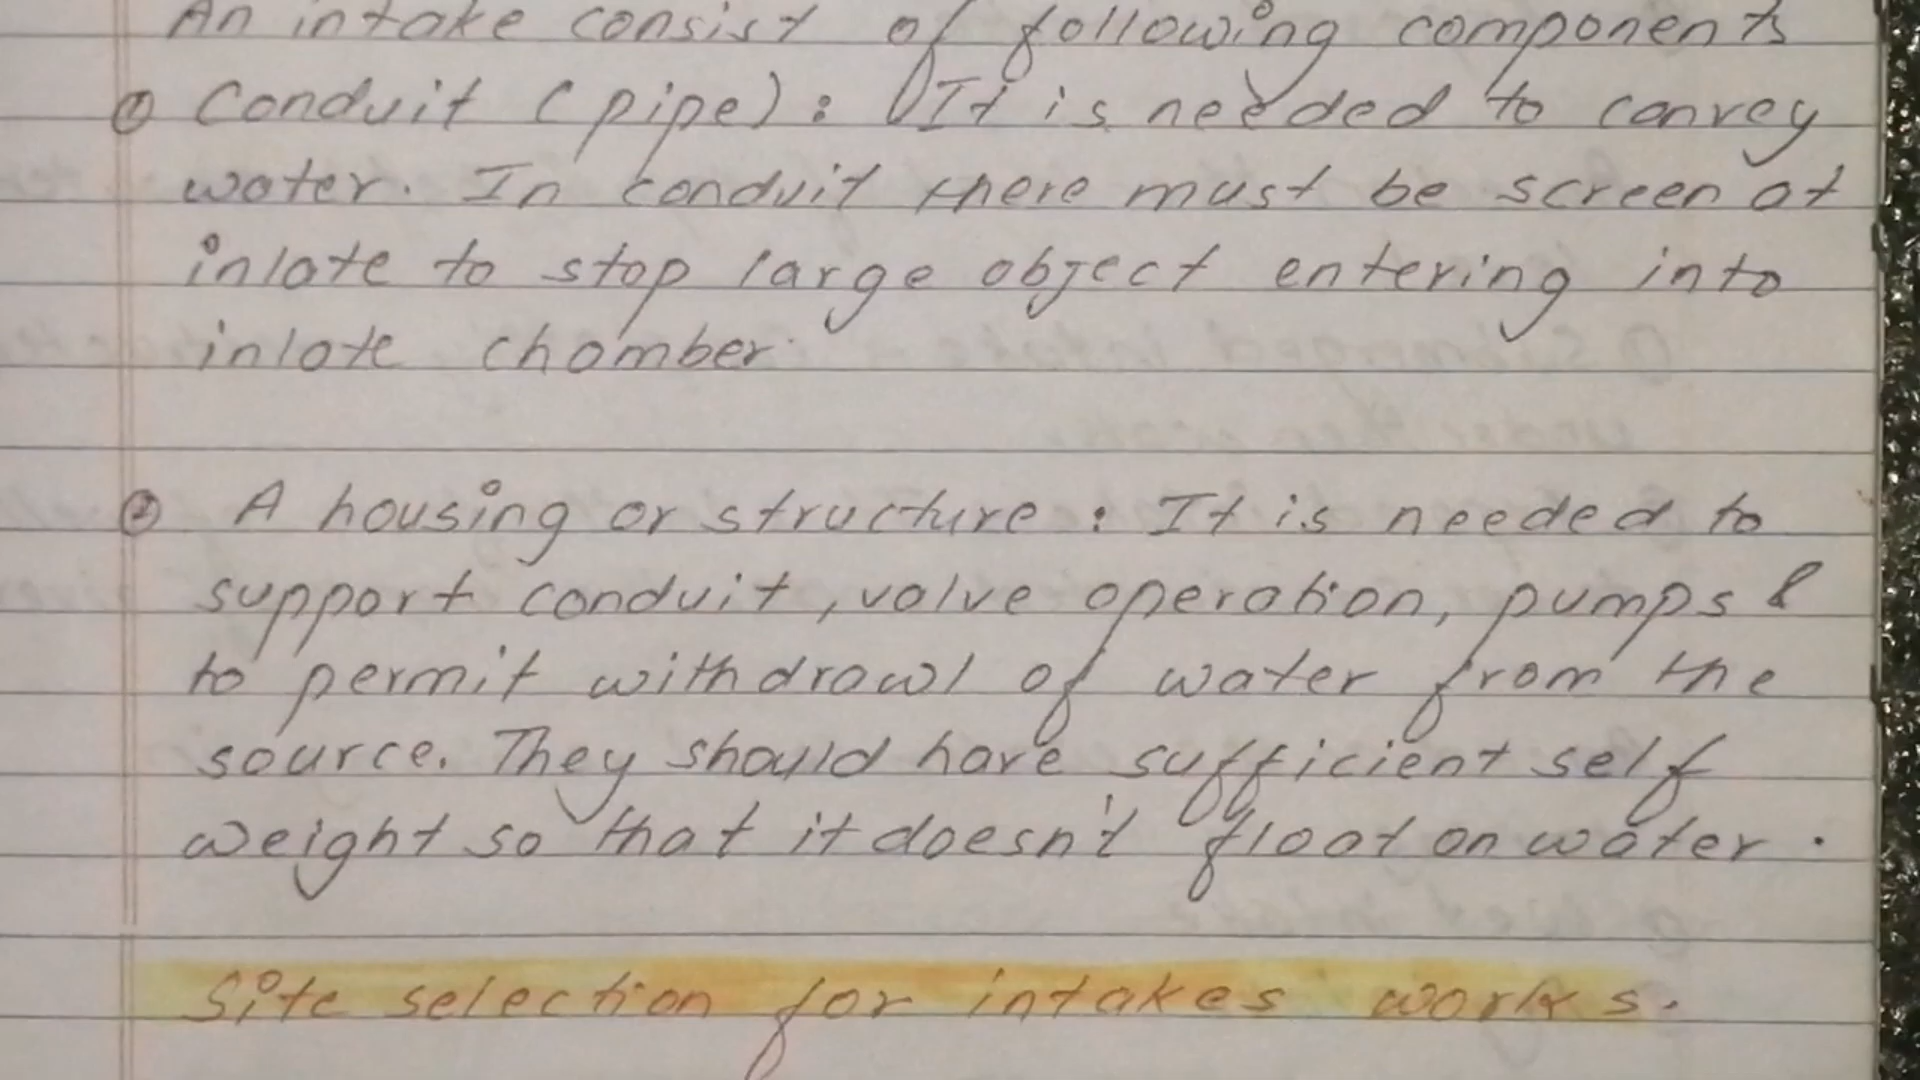 An intake consist of following components
① Conduit (pipe): It is needed to convey
water. In conduit there must be screen at
inlate to stop large object entering into
inlate chamber.
② A housing or structure: It is needed to
support conduit, valve operation, pumps &
to permit withdrawl of water from the
source. They should have sufficient self
weight so that it doesn't float on water.
Site selection for intakes works.